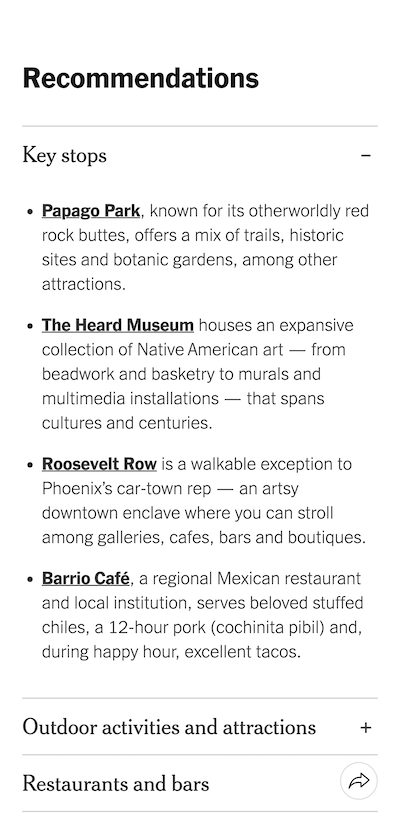 Recommendations
Key stops −
• Papago Park, known for its otherworldly red
rock buttes, offers a mix of trails, historic
sites and botanic gardens, among other
attractions.
• The Heard Museum houses an expansive
collection of Native American art — from
beadwork and basketry to murals and
multimedia installations — that spans
cultures and centuries.
• Roosevelt Row is a walkable exception to
Phoenix’s car-town rep — an artsy
downtown enclave where you can stroll
among galleries, cafes, bars and boutiques.
• Barrio Café, a regional Mexican restaurant
and local institution, serves beloved stuffed
chiles, a 12-hour pork (cochinita pibil) and,
during happy hour, excellent tacos.
Outdoor activities and attractions +
Restaurants and bars